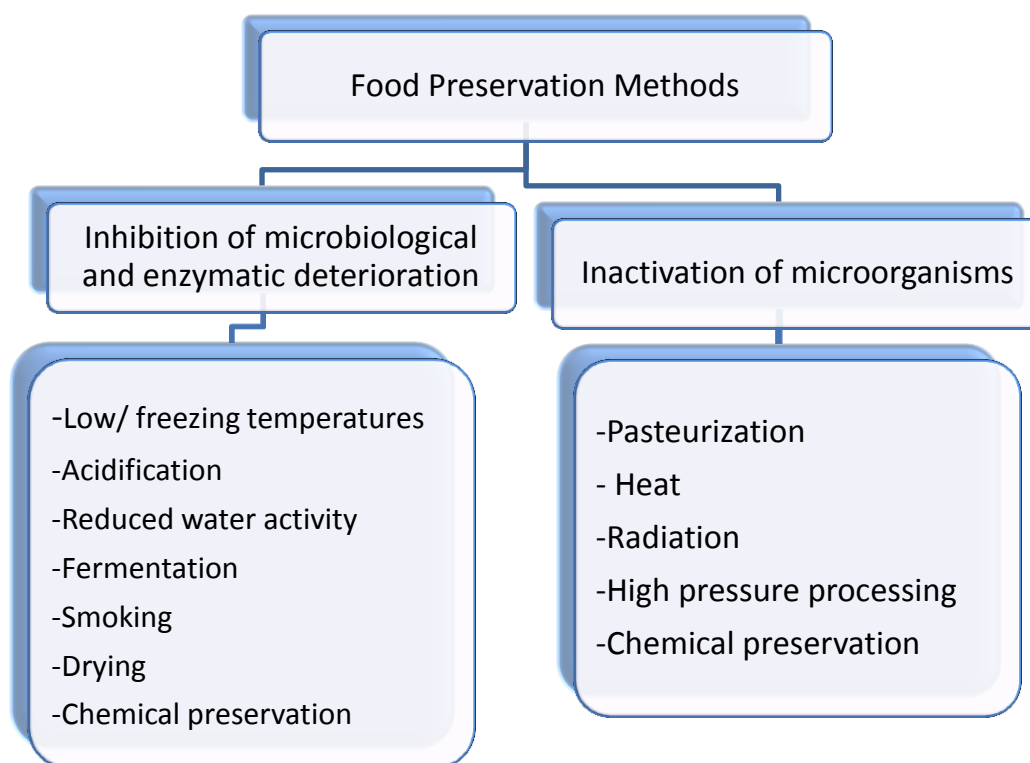 Food Preservation Methods
Inhibition of microbiological
and enzymatic deterioration
Inactivation of microorganisms
-Low/ freezing temperatures
-Acidification
-Reduced water activity
-Fermentation
-Smoking
-Drying
-Chemical preservation
-Pasteurization
- Heat
-Radiation
-High pressure processing
-Chemical preservation